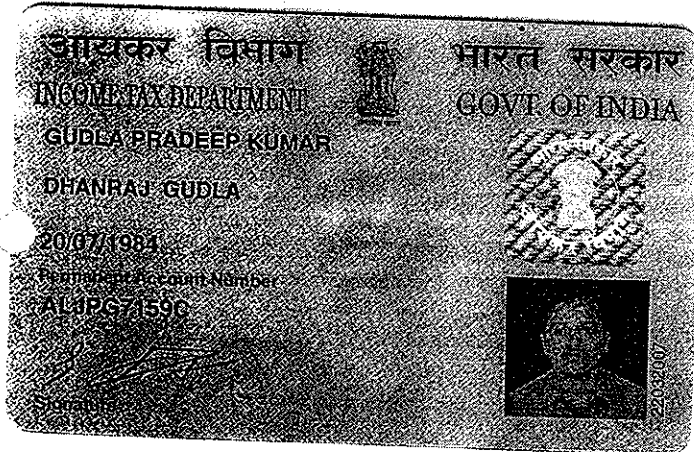 आयकर विभाग
भारत सरकार
INCOME TAX DEPARTMENT
GOVT. OF INDIA
GUDLA PRADEEP KUMAR
DHANRAJ GUDLA
20/07/1984
Permanent Account Number
Signature